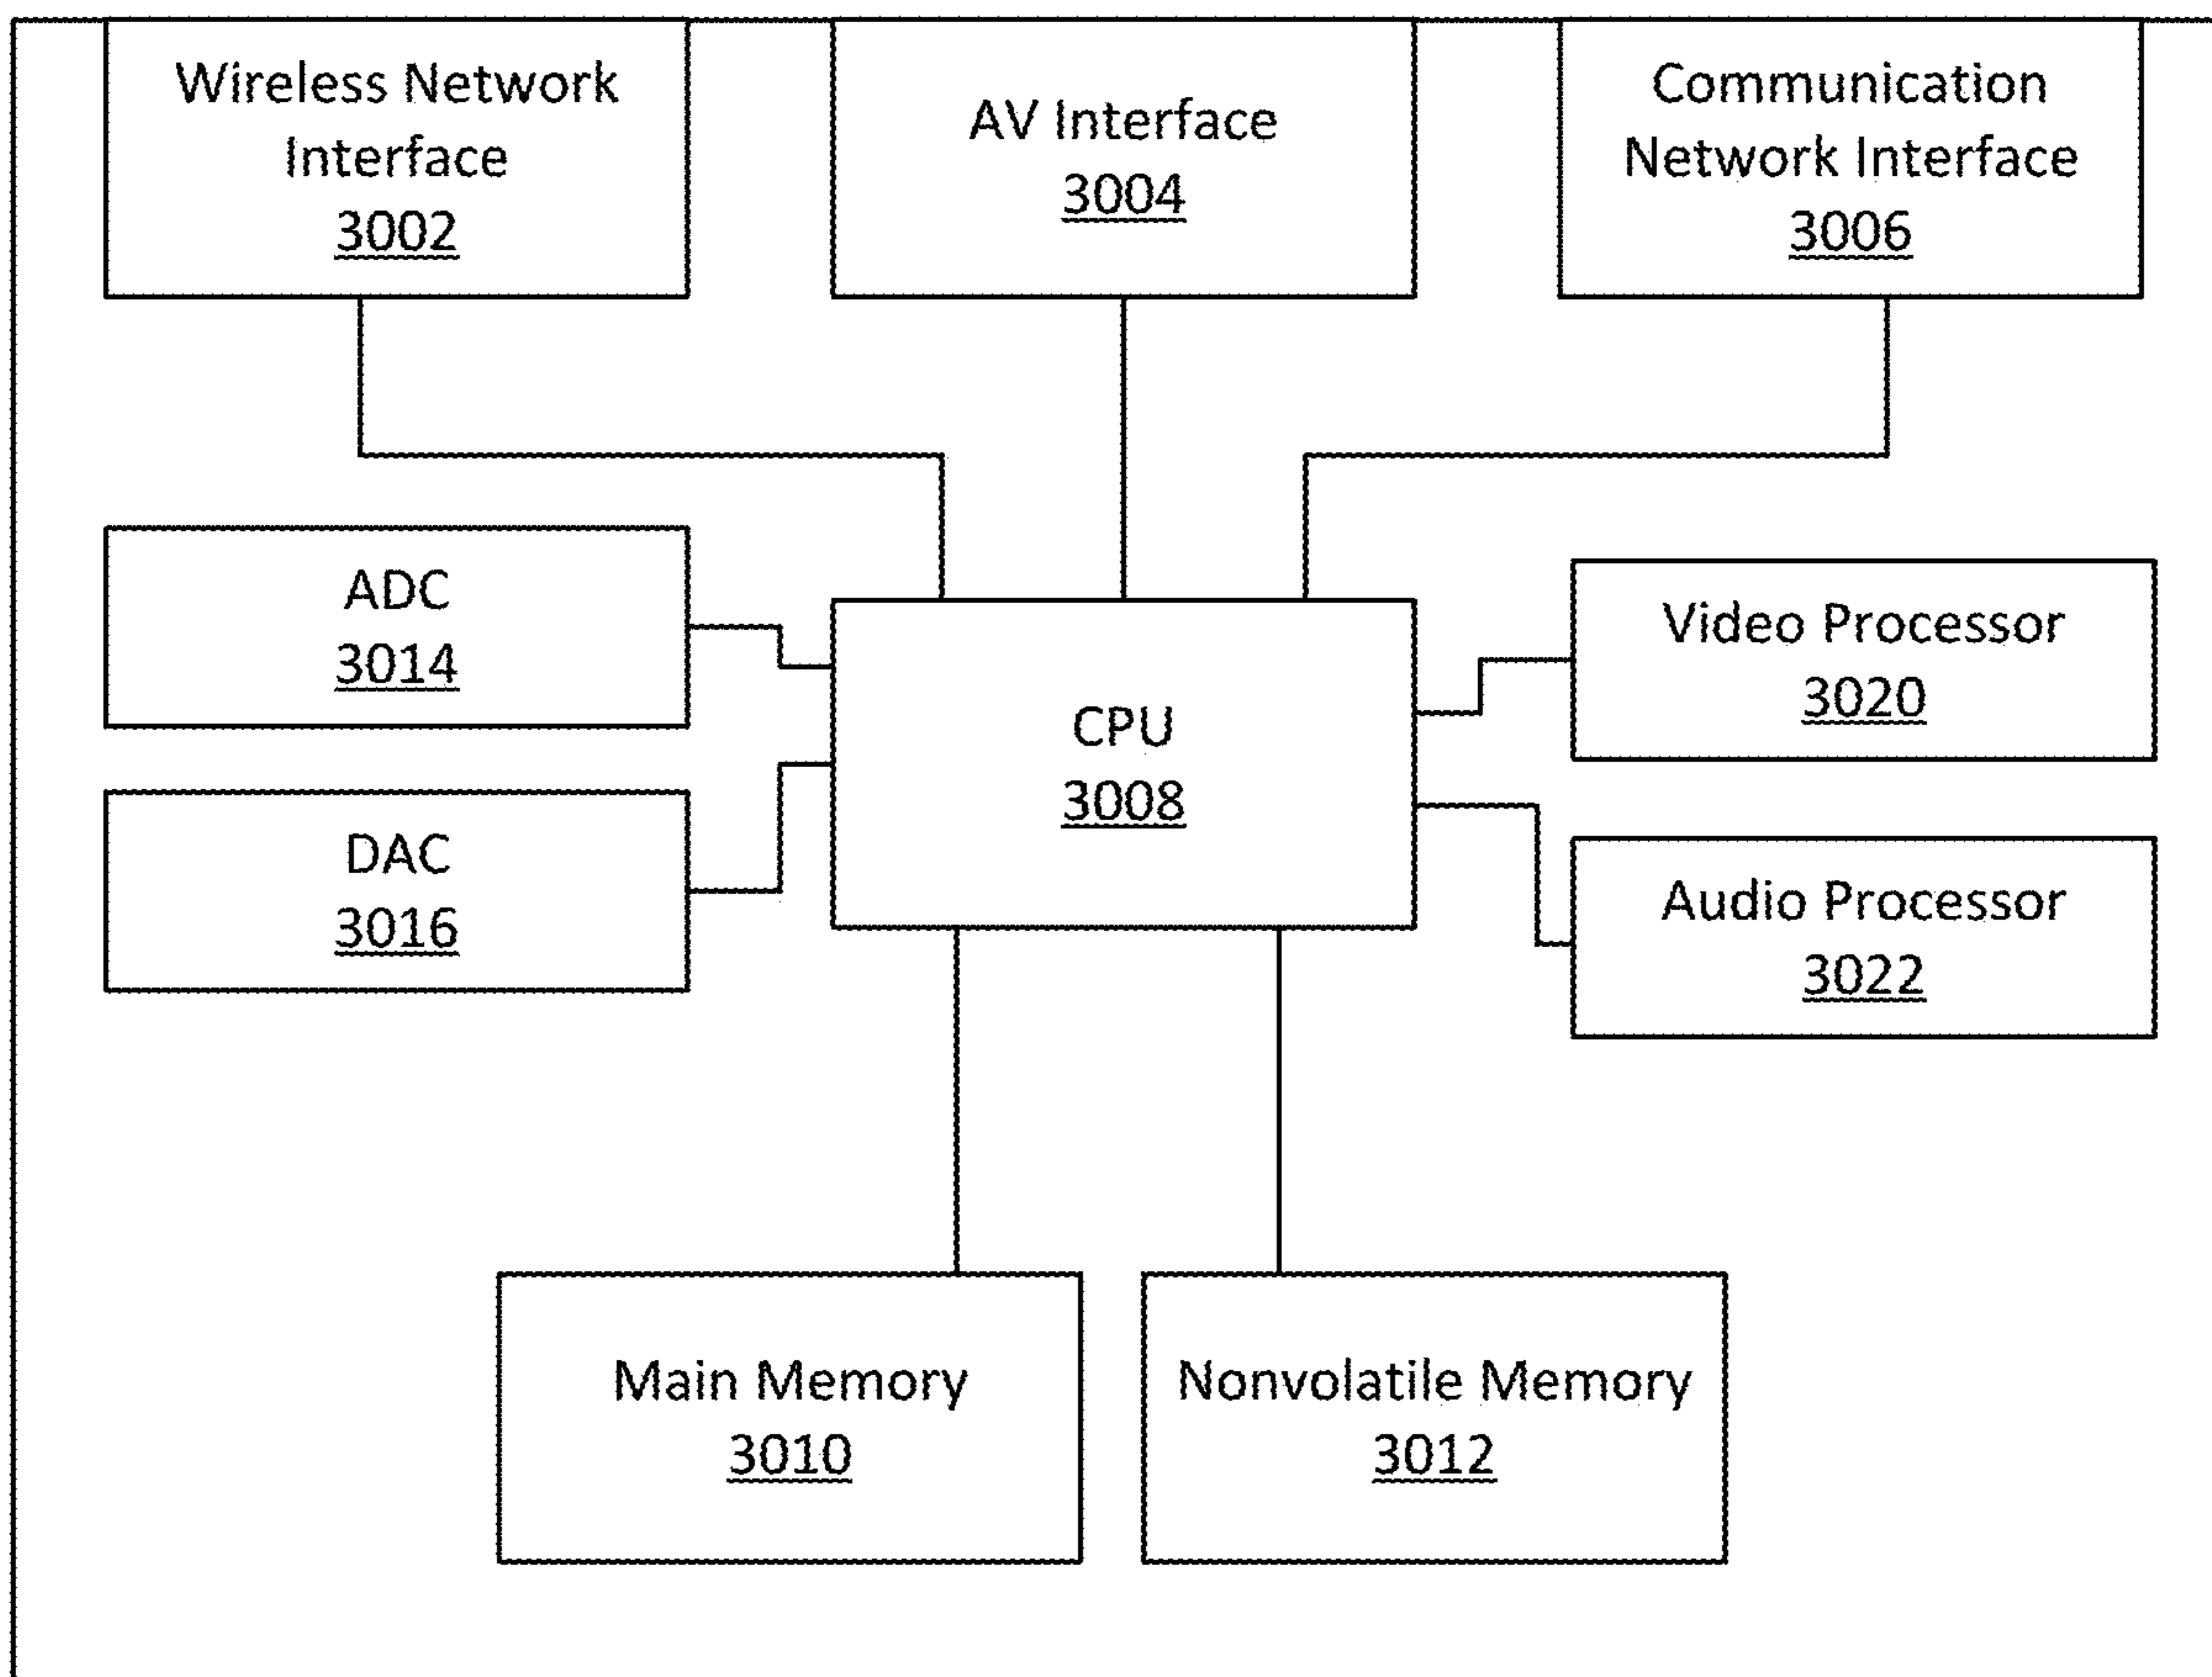 Wireless Network
Interface
3002
AV Interface
3004
Communication
Network Interface
3006
ADC
3014
DAC
3016
CPU
3008
Video Processor
3020
Audio Processor
3022
Main Memory
3010
Nonvolatile Memory
3012